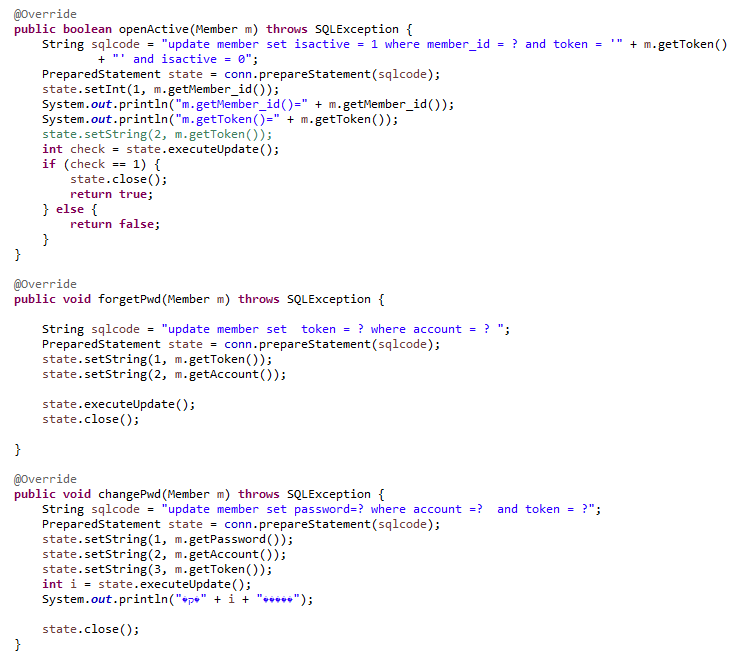 @Override
public boolean openActive(Member m) throws SQLException {
    String sqlcode = "update member set isactive = 1 where member_id = ? and token = '" + m.getToken()
            + "' and isactive = 0";
    PreparedStatement state = conn.prepareStatement(sqlcode);
    state.setInt(1, m.getMember_id());
    System.out.println("m.getMember_id()=" + m.getMember_id());
    System.out.println("m.getToken()=" + m.getToken());
    state.setString(2, m.getToken());
    int check = state.executeUpdate();
    if (check == 1) {
        state.close();
        return true;
    } else {
        return false;
    }
}
@Override
public void forgetPwd(Member m) throws SQLException {
    String sqlcode = "update member set  token = ? where account = ? ";
    PreparedStatement state = conn.prepareStatement(sqlcode);
    state.setString(1, m.getToken());
    state.setString(2, m.getAccount());
    state.executeUpdate();
    state.close();
}
@Override
public void changePwd(Member m) throws SQLException {
    String sqlcode = "update member set password=? where account =?  and token = ?";
    PreparedStatement state = conn.prepareStatement(sqlcode);
    state.setString(1, m.getPassword());
    state.setString(2, m.getAccount());
    state.setString(3, m.getToken());
    int i = state.executeUpdate();
    System.out.println("�ק�" + i + "�����");
    state.close();
}